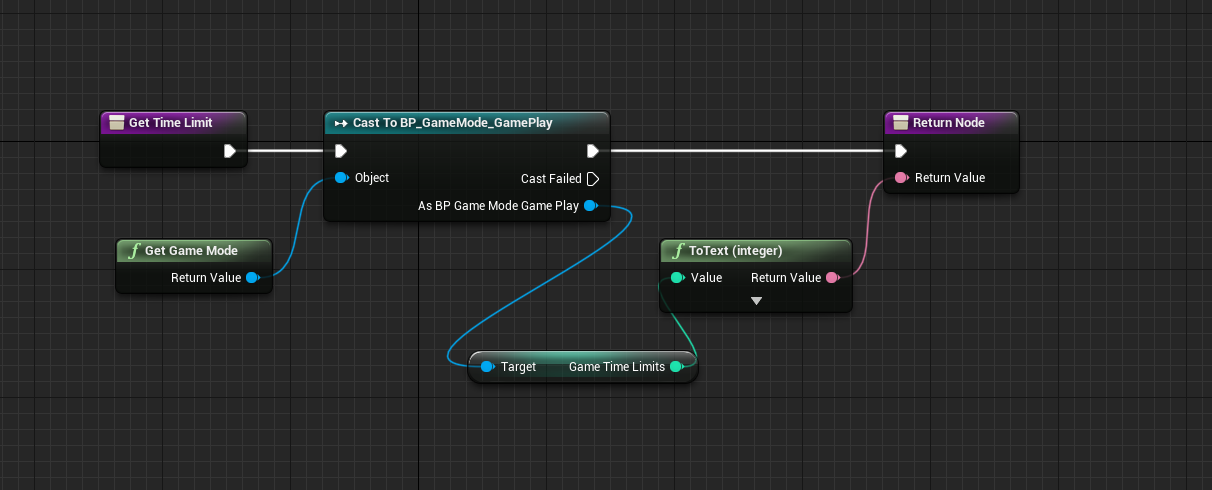 Get Time Limit
Cast To BP_GameMode_GamePlay
Return Node
Object
Cast Failed
Return Value
As BP Game Mode Game Play
f Get Game Mode
Return Value
f ToText (integer)
Value
Return Value
Target
Game Time Limits